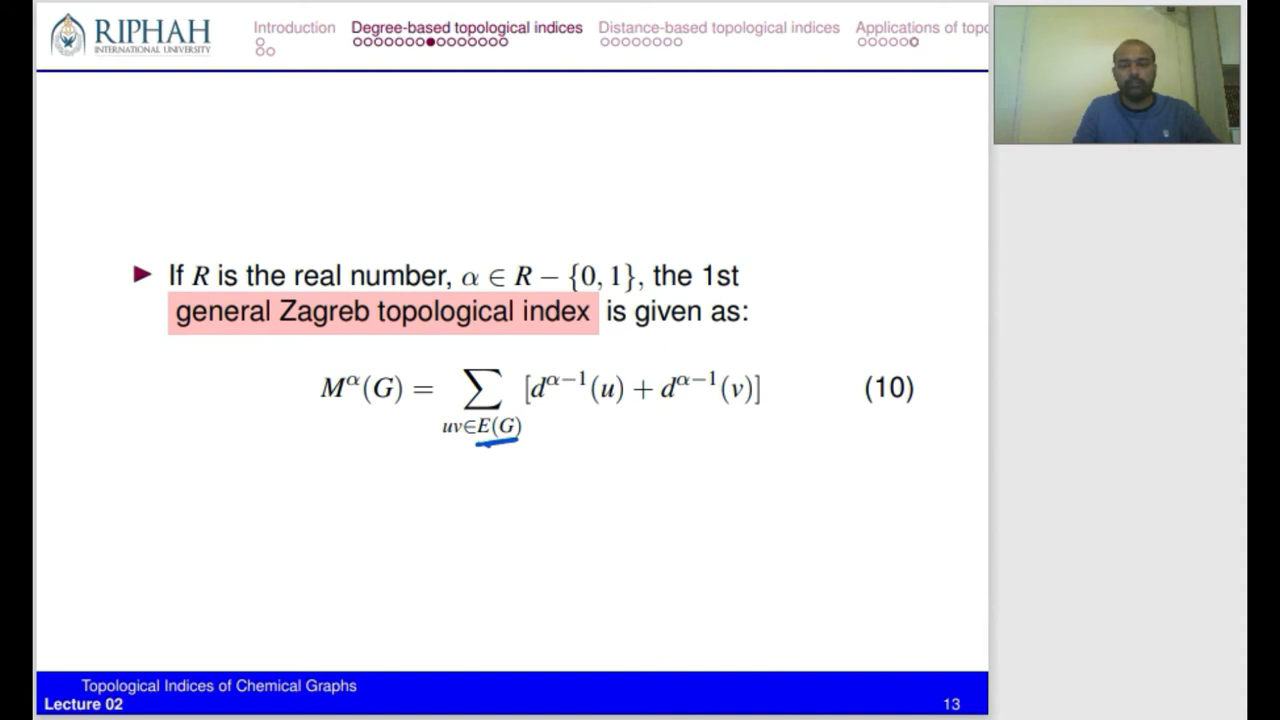 RIPHAH
INTERNATIONAL UNIVERSITY
Introduction Degree-based topological indices Distance-based topological indices Applications of topo
If R is the real number, α ∈ R − {0, 1}, the 1st
general Zagreb topological index is given as:
M^α(G) = ∑_{uv∈E(G)} [d^{α−1}(u) + d^{α−1}(v)] (10)
Topological Indices of Chemical Graphs
Lecture 02 13